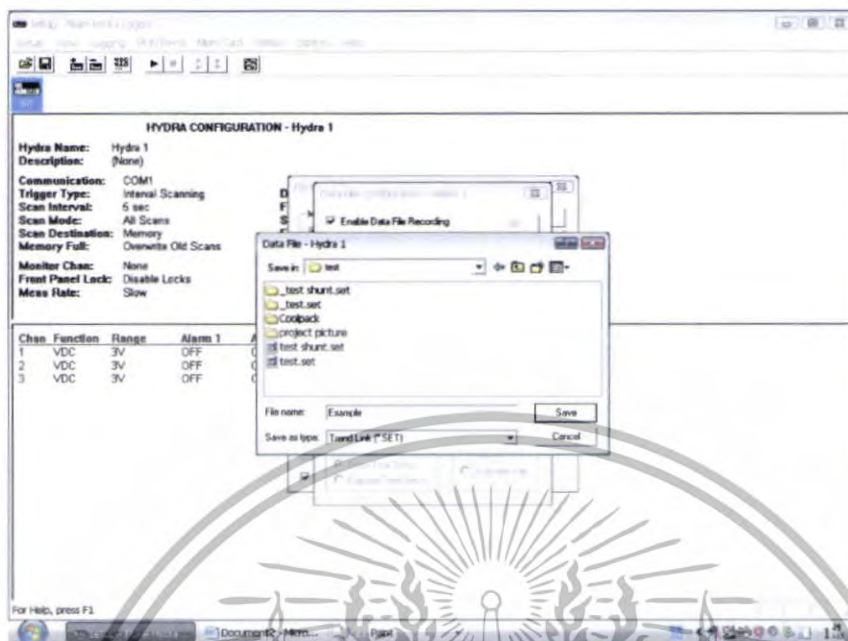 HYDRA CONFIGURATION - Hydra 1
Hydra Name: Hydra 1
Description: (None)
Communication: COM1
Trigger Type: Interval Scanning
Scan Interval: 5 sec
Scan Mode: All Scans
Scan Destination: Memory
Memory Full: Overwrite Old Scans
Monitor Chan: None
Front Panel Lock: Disable Locks
Meas Rate: Slow
Enable Data File Recording
Data File - Hydra 1
Save in: test
_test shunt.set
_test.set
Coolpack
project picture
test shunt.set
test.set
File name: Example
Save
Save as type: Trend Link (*.SET)
Cancel
Chan Function Range Alarm 1
1 VDC 3V OFF
2 VDC 3V OFF
3 VDC 3V OFF
For Help, press F1
Document2 - Micro...
Paint